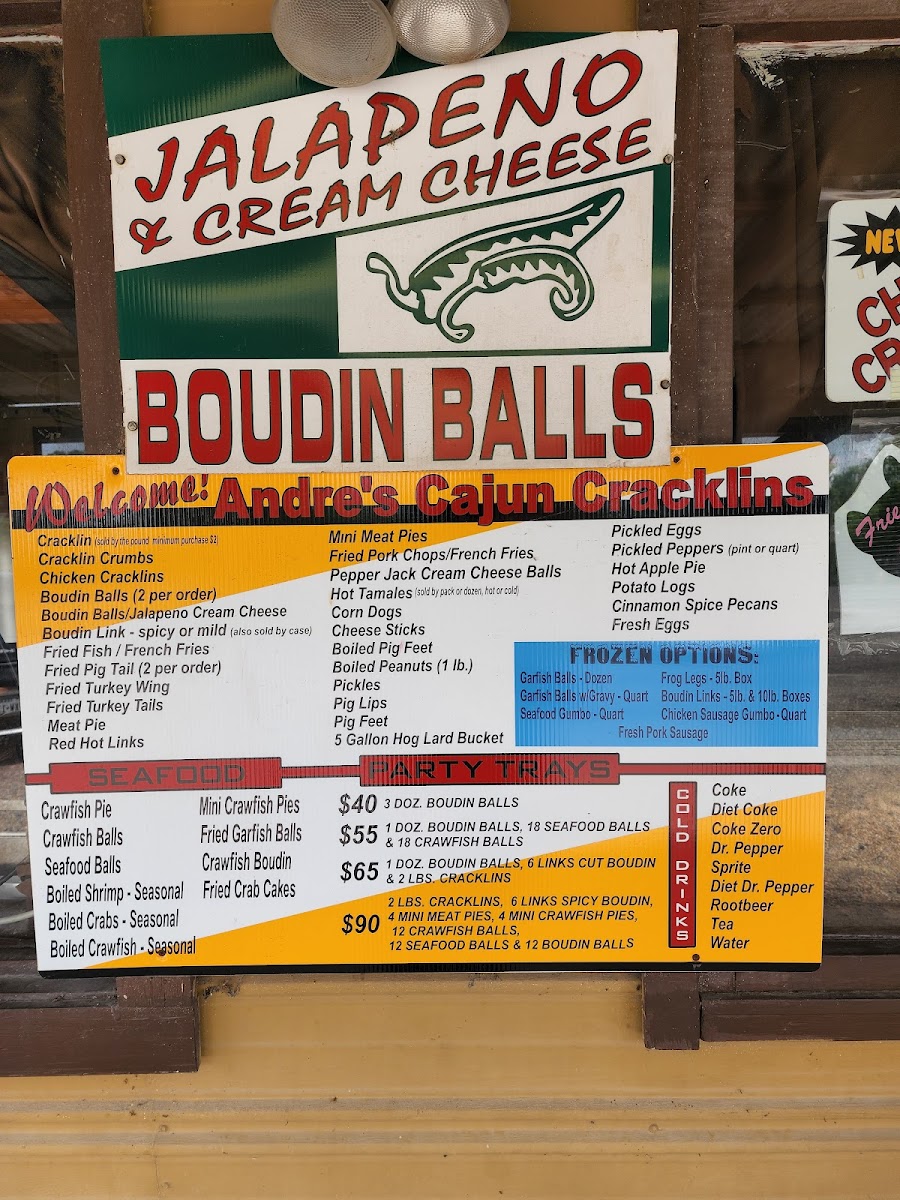 JALAPENO
& CREAM CHEESE
BOUDIN BALLS
Welcome! Andre's Cajun Cracklins
Cracklin (sold by the pound minimum purchase $2)
Cracklin Crumbs
Chicken Cracklins
Boudin Balls (2 per order)
Boudin Balls/Jalapeno Cream Cheese
Boudin Link - spicy or mild (also sold by case)
Fried Fish / French Fries
Fried Pig Tail (2 per order)
Fried Turkey Wing
Fried Turkey Tails
Meat Pie
Red Hot Links
Mini Meat Pies
Fried Pork Chops/French Fries
Pepper Jack Cream Cheese Balls
Hot Tamales (sold by pack or dozen, hot or cold)
Corn Dogs
Cheese Sticks
Boiled Pig Feet
Boiled Peanuts (1 lb.)
Pickles
Pig Lips
Pig Feet
5 Gallon Hog Lard Bucket
Pickled Eggs
Pickled Peppers (pint or quart)
Hot Apple Pie
Potato Logs
Cinnamon Spice Pecans
Fresh Eggs
FROZEN OPTIONS:
Garfish Balls - Dozen
Garfish Balls w/Gravy - Quart
Seafood Gumbo - Quart
Frog Legs - 5lb. Box
Boudin Links - 5lb. & 10lb. Boxes
Chicken Sausage Gumbo - Quart
Fresh Pork Sausage
SEAFOOD
Crawfish Pie
Crawfish Balls
Seafood Balls
Boiled Shrimp - Seasonal
Boiled Crabs - Seasonal
Boiled Crawfish - Seasonal
Mini Crawfish Pies
Fried Garfish Balls
Crawfish Boudin
Fried Crab Cakes
PARTY TRAYS
$40 3 DOZ. BOUDIN BALLS
$55 1 DOZ. BOUDIN BALLS, 18 SEAFOOD BALLS
& 18 CRAWFISH BALLS
$65 1 DOZ. BOUDIN BALLS, 6 LINKS CUT BOUDIN
& 2 LBS. CRACKLINS
$90 2 LBS. CRACKLINS, 6 LINKS SPICY BOUDIN,
4 MINI MEAT PIES, 4 MINI CRAWFISH PIES,
12 CRAWFISH BALLS,
12 SEAFOOD BALLS & 12 BOUDIN BALLS
COLD DRINKS
Coke
Diet Coke
Coke Zero
Dr. Pepper
Sprite
Diet Dr. Pepper
Rootbeer
Tea
Water